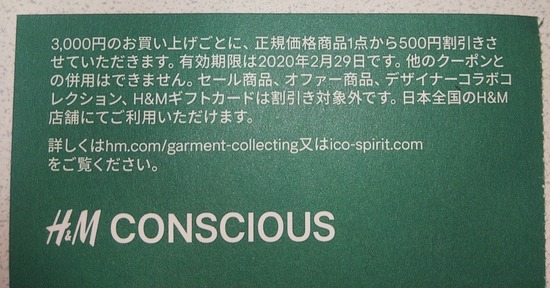 3,000円のお買い上げごとに、正規価格商品1点から500円割引きさ
せていただきます。有効期限は2020年2月29日です。他のクーポンと
の併用はできません。セール商品、オファー商品、デザイナーコラボコ
レクション、H&Mギフトカードは割引き対象外です。日本全国のH&M
店舗にてご利用いただけます。
詳しくはhm.com/garment-collecting又はico-spirit.com
をご覧ください。
H&M CONSCIOUS